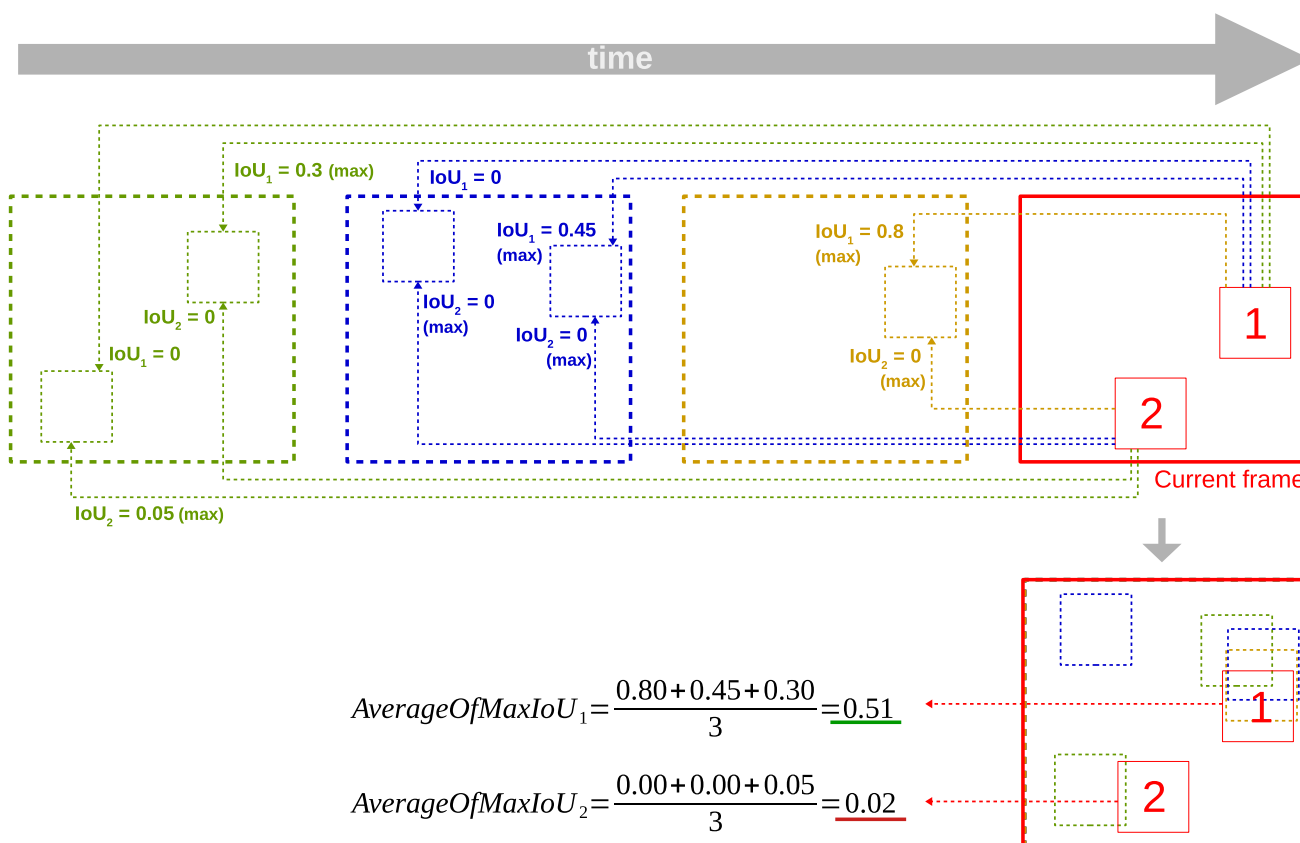 time
IoU1 = 0.3 (max)
IoU1 = 0
IoU1 = 0.45
(max)
IoU1 = 0.8
(max)
IoU2 = 0
(max)
IoU2 = 0
IoU2 = 0
(max)
IoU1 = 0
IoU2 = 0
(max)
1
2
Current frame
IoU2 = 0.05 (max)
AverageOfMaxIoU1=0.80+0.45+0.30/3=0.51
1
AverageOfMaxIoU2=0.00+0.00+0.05/3=0.02
2